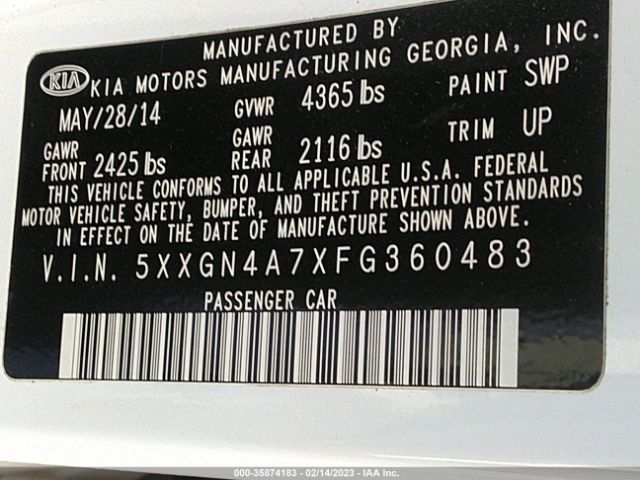 MANUFACTURED BY
KIA KIA MOTORS MANUFACTURING GEORGIA, INC.
MAY/28/14 GVWR 4365 lbs PAINT SWP
GAWR FRONT 2425 lbs GAWR REAR 2116 lbs TRIM UP
THIS VEHICLE CONFORMS TO ALL APPLICABLE U.S.A. FEDERAL
MOTOR VEHICLE SAFETY, BUMPER, AND THEFT PREVENTION STANDARDS
IN EFFECT ON THE DATE OF MANUFACTURE SHOWN ABOVE.
V.I.N. 5XXGN4A7XFG360483
PASSENGER CAR
000-35874183 - 02/14/2023 - IAA Inc.